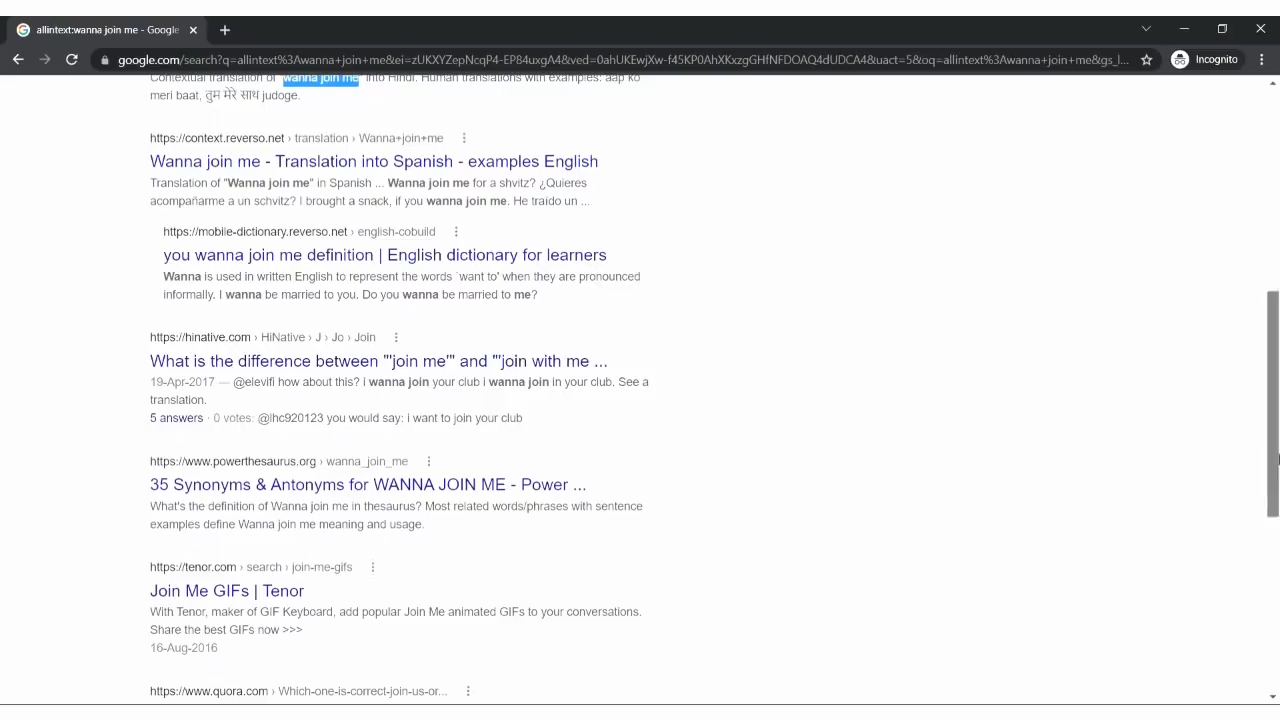 allintext:wanna join me - Google
google.com/search?q=allintext%3Awanna+join+me&ei=zUKXYZepNcqP4-EP84uxgA4&ved=0ahUKEwjXw-f45KP0AhXKxzgGHfNFDOAQ4dUDCA4&uact=5&oq=allintext%3Awanna+join+me&gs_l...
Incognito
Contextual translation of "wanna join me" into Hindi. Human translations with examples: aap ko
meri baat, तुम मेरे साथ judoge.
https://context.reverso.net › translation › Wanna+join+me
Wanna join me - Translation into Spanish - examples English
Translation of "Wanna join me" in Spanish ... Wanna join me for a shvitz? ¿Quieres
acompañarme a un schvitz? I brought a snack, if you wanna join me. He traído un ...
https://mobile-dictionary.reverso.net › english-cobuild
you wanna join me definition | English dictionary for learners
Wanna is used in written English to represent the words `want to' when they are pronounced
informally. I wanna be married to you. Do you wanna be married to me?
https://hinative.com › HiNative › J › Jo › Join
What is the difference between "'join me'" and "'join with me ...
19-Apr-2017 — @elevifi how about this? i wanna join your club i wanna join in your club. See a
translation.
5 answers · 0 votes: @lhc920123 you would say: i want to join your club
https://www.powerthesaurus.org › wanna_join_me
35 Synonyms & Antonyms for WANNA JOIN ME - Power ...
What's the definition of Wanna join me in thesaurus? Most related words/phrases with sentence
examples define Wanna join me meaning and usage.
https://tenor.com › search › join-me-gifs
Join Me GIFs | Tenor
With Tenor, maker of GIF Keyboard, add popular Join Me animated GIFs to your conversations.
Share the best GIFs now >>>
16-Aug-2016
https://www.quora.com › Which-one-is-correct-join-us-or...